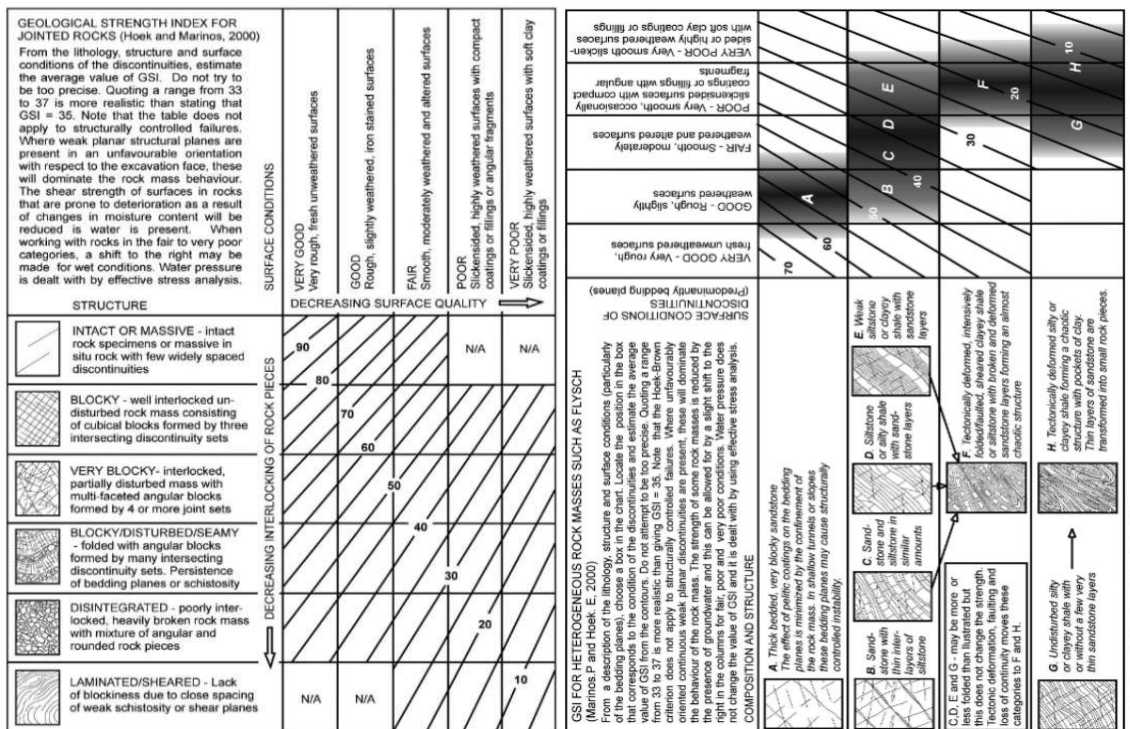 GEOLOGICAL STRENGTH INDEX FOR
JOINTED ROCKS (Hoek and Marinos, 2000)
From the lithology, structure and surface
conditions of the discontinuities, estimate
the average value of GSI. Do not try to
be too precise. Quoting a range from 33
to 37 is more realistic than stating that
GSI = 35. Note that the table does not
apply to structurally controlled failures.
Where weak planar structural planes are
present in an unfavourable orientation
with respect to the excavation face, these
will dominate the rock mass behaviour.
The shear strength of surfaces in rocks
that are prone to deterioration as a result
of changes in moisture content will be
reduced is water is present. When
working with rocks in the fair to very poor
categories, a shift to the right may be
made for wet conditions. Water pressure
is dealt with by effective stress analysis.
SURFACE CONDITIONS
VERY GOOD
Very rough, fresh unweathered surfaces
GOOD
Rough, slightly weathered, iron stained surfaces
FAIR
Smooth, moderately weathered and altered surfaces
POOR
Slickensided, highly weathered surfaces with compact
coatings or fillings or angular fragments
VERY POOR
Slickensided, highly weathered surfaces with soft clay
coatings or fillings
STRUCTURE
DECREASING SURFACE QUALITY
DECREASING INTERLOCKING OF ROCK PIECES
INTACT OR MASSIVE - intact
rock specimens or massive in
situ rock with few widely spaced
discontinuities
BLOCKY - well interlocked un-
disturbed rock mass consisting
of cubical blocks formed by three
intersecting discontinuity sets
VERY BLOCKY- interlocked,
partially disturbed mass with
multi-faceted angular blocks
formed by 4 or more joint sets
BLOCKY/DISTURBED/SEAMY
- folded with angular blocks
formed by many intersecting
discontinuity sets. Persistence
of bedding planes or schistosity
DISINTEGRATED - poorly inter-
locked, heavily broken rock mass
with mixture of angular and
rounded rock pieces
LAMINATED/SHEARED - Lack
of blockiness due to close spacing
of weak schistosity or shear planes
90
80
70
60
50
40
30
20
10
N/A
N/A
N/A
N/A
GSI FOR HETEROGENEOUS ROCK MASSES SUCH AS FLYSCH
(Marinos.P and Hoek. E, 2000)
From a description of the lithology, structure and surface conditions (particularly
of the bedding planes), choose a box in the chart. Locate the position in the box
that corresponds to the condition of the discontinuities and estimate the average
value of GSI from the contours. Do not attempt to be too precise. Quoting a range
from 33 to 37 is more realistic than giving GSI = 35. Note that the Hoek-Brown
criterion does not apply to structurally controlled failures. Where unfavourably
oriented continuous weak planar discontinuities are present, these will dominate
the behaviour of the rock mass. The strength of some rock masses is reduced by
the presence of groundwater and this can be allowed for by a slight shift to the
right in the columns for fair, poor and very poor conditions. Water pressure does
not change the value of GSI and it is dealt with by using effective stress analysis.
COMPOSITION AND STRUCTURE
SURFACE CONDITIONS OF
DISCONTINUITIES
(Predominantly bedding planes)
VERY GOOD - Very rough,
fresh unweathered surfaces
GOOD - Rough, slightly
weathered surfaces
FAIR - Smooth, moderately
weathered and altered surfaces
POOR - Very smooth, occasionally
slickensided surfaces with compact
coatings or fillings with angular
fragments
VERY POOR - Very smooth slicken-
sided or highly weathered surfaces
with soft clay coatings or fillings
A. Thick bedded, very blocky sandstone
The effect of pelitic coatings on the bedding
planes is minimized by the confinement of
the rock mass. In shallow tunnels or slopes
these bedding planes may cause structurally
controlled instability.
B. Sand-
stone with
thin inter-
layers of
siltstone
C. Sand-
stone and
siltstone in
similar
amounts
D. Siltstone
or silty shale
with sand-
stone layers
E. Weak
siltstone
or clayey
shale with
sandstone
layers
C,D, E and G - may be more or
less folded than illustrated but
this does not change the strength.
Tectonic deformation, faulting and
loss of continuity moves these
categories to F and H.
F. Tectonically deformed, intensively
folded/faulted, sheared clayey shale
or siltstone with broken and deformed
sandstone layers forming an almost
chaotic structure
G. Undisturbed silty
or clayey shale with
or without a few very
thin sandstone layers
H. Tectonically deformed silty or
clayey shale forming a chaotic
structure with pockets of clay.
Thin layers of sandstone are
transformed into small rock pieces.
70
60
A
50
B
40
C
D
E
30
F
20
G
H
10